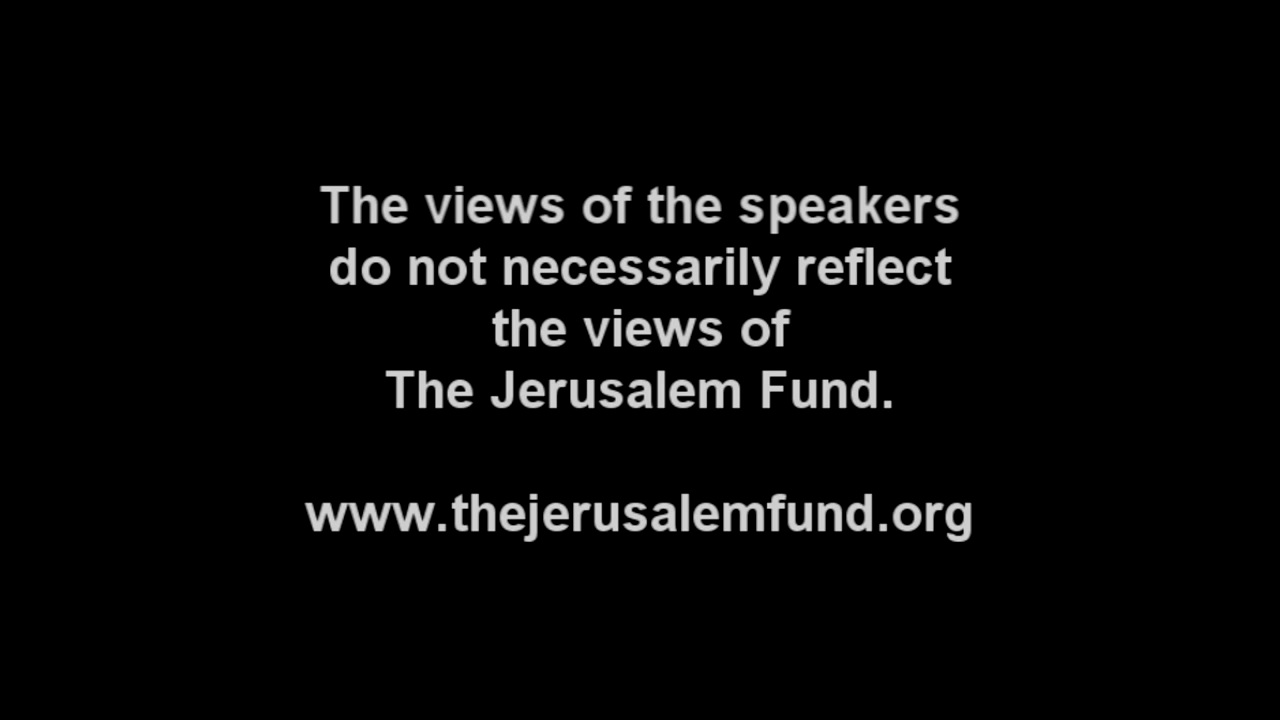 The views of the speakers
do not necessarily reflect
the views of
The Jerusalem Fund.
www.thejerusalemfund.org